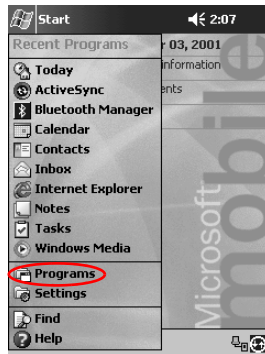 Start 2:07
Recent Programs r 03, 2001
Today information
ActiveSync ents
Bluetooth Manager
Calendar
Contacts
Inbox
Internet Explorer
Notes
Tasks
Windows Media
Programs
Settings
Find
Help
Microsoft
mobile